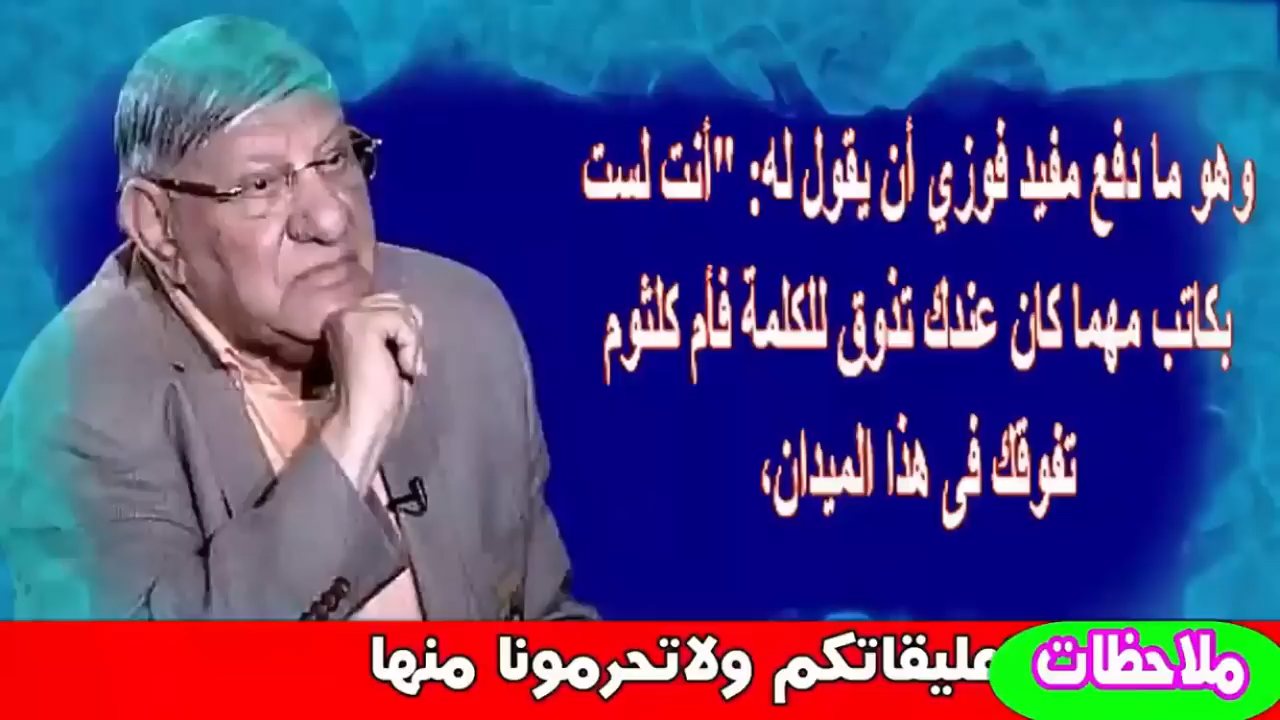 وهو ما دفع مفيد فوزي أن يقول له: "أنت لست
بكاتب مهما كان عندك تذوق للكلمة فأم كلثوم
تفوقك فى هذا الميدان،
ملاحظات
عليقاتكم ولاتحرمونا منها